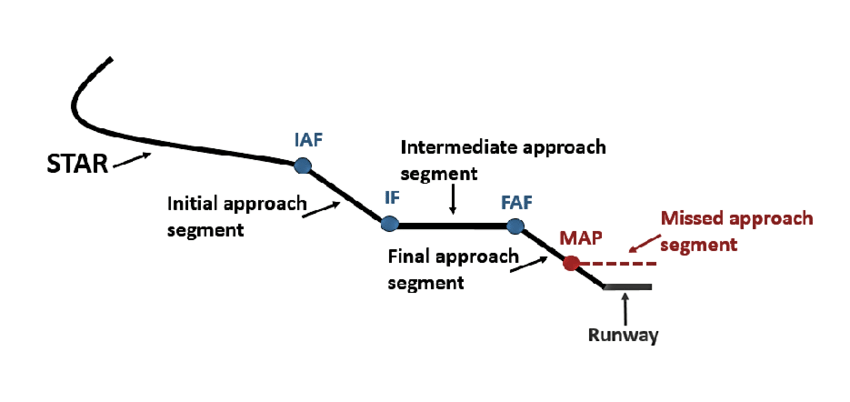 IAF
STAR
Intermediate approach
segment
Initial approach
segment
IF
FAF
Missed approach
segment
MAP
Final approach
segment
Runway